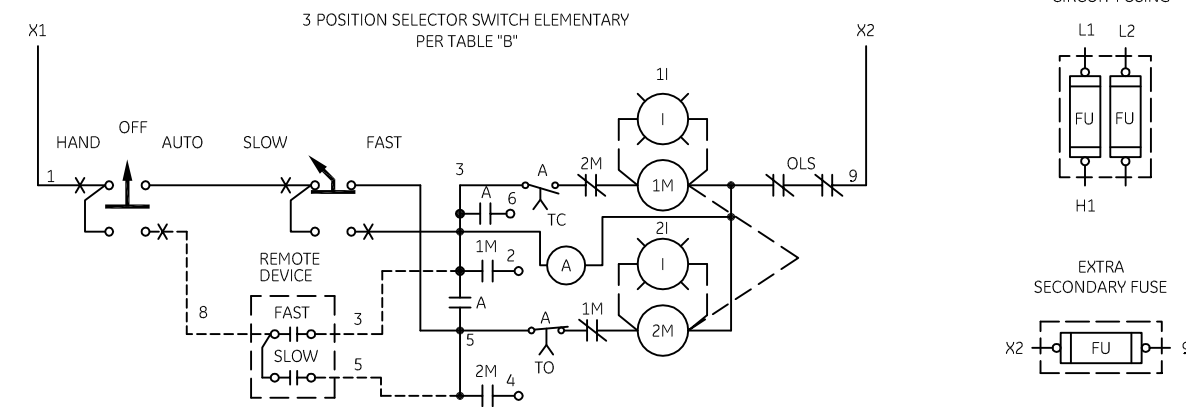 3 POSITION SELECTOR SWITCH ELEMENTARY
PER TABLE "B"
X1
X2
L1 L2
FU FU
H1
HAND OFF AUTO SLOW FAST
1
3
A
6
A
TC
2M
1I
I
1M
OLS
9
1M
2
A
2I
I
REMOTE
DEVICE
FAST
SLOW
8
3
5
A
5
A
TO
1M
2M
2M
4
EXTRA
SECONDARY FUSE
X2
FU